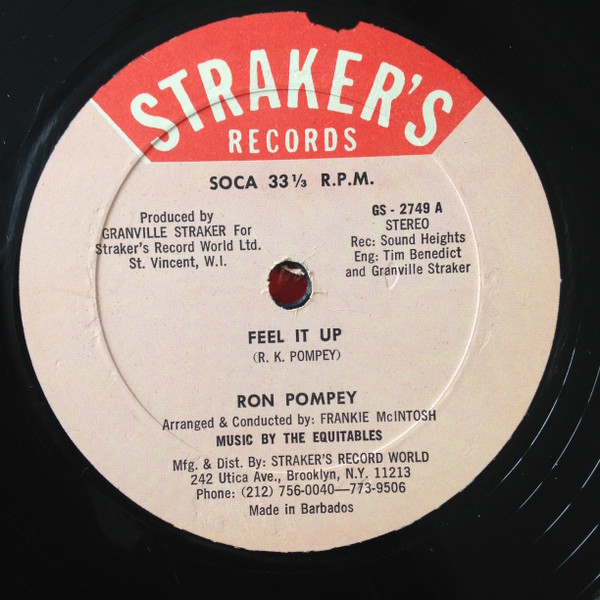 STRAKER'S
RECORDS
SOCA 33⅓ R.P.M.
Produced by
GRANVILLE STRAKER For
Straker's Record World Ltd.
St. Vincent, W.I.
GS - 2749 A
STEREO
Rec: Sound Heights
Eng: Tim Benedict
and Granville Straker
FEEL IT UP
(R. K. POMPEY)
RON POMPEY
Arranged & Conducted by: FRANKIE McINTOSH
MUSIC BY THE EQUITABLES
Mfg. & Dist. By: STRAKER'S RECORD WORLD
242 Utica Ave., Brooklyn, N.Y. 11213
Phone: (212) 756-0040—773-9506
Made in Barbados